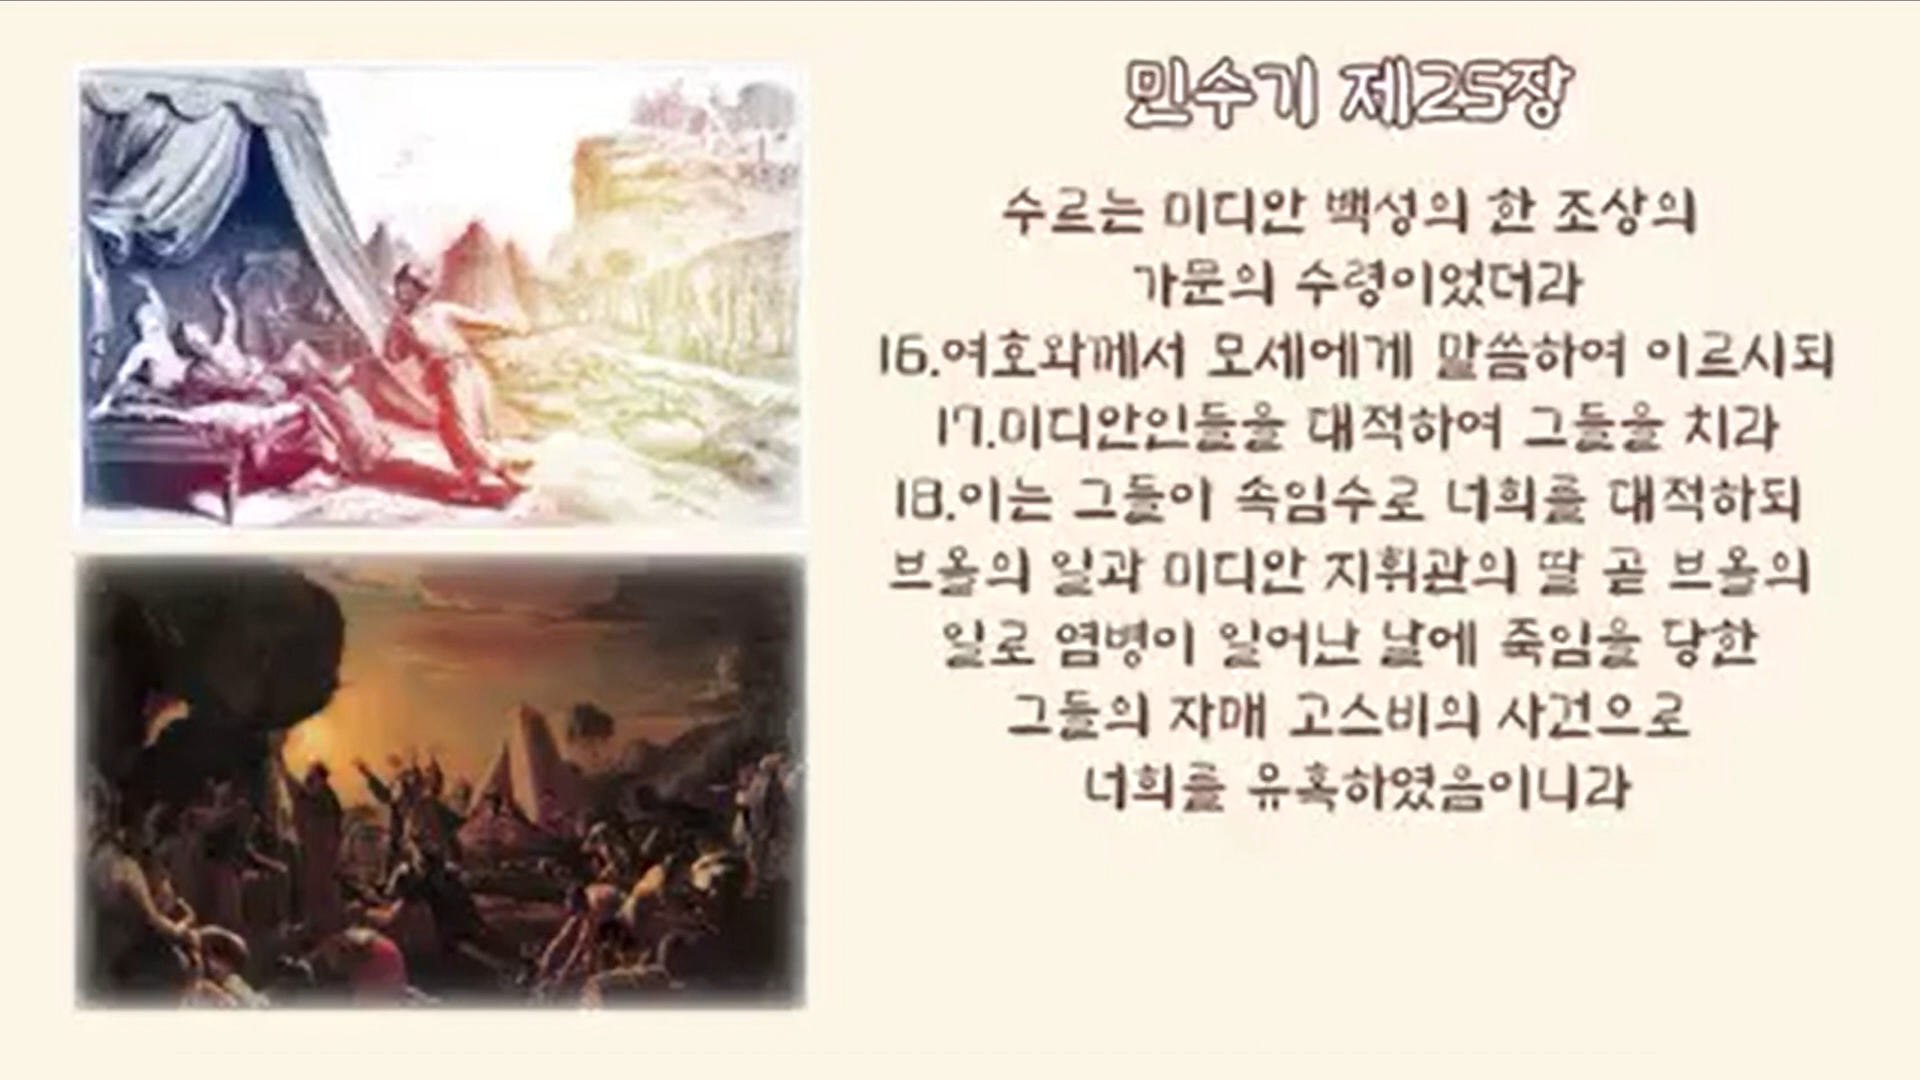 민수기 제25장
수르는 미디안 백성의 한 조상의
가문의 수령이었더라
16.여호와께서 모세에게 말씀하여 이르시되
17.미디안인들을 대적하여 그들을 치라
18.이는 그들이 속임수로 너희를 대적하되
브올의 일과 미디안 지휘관의 딸 곧 브올의
일로 염병이 일어난 날에 죽임을 당한
그들의 자매 고스비의 사건으로
너희를 유혹하였음이니라